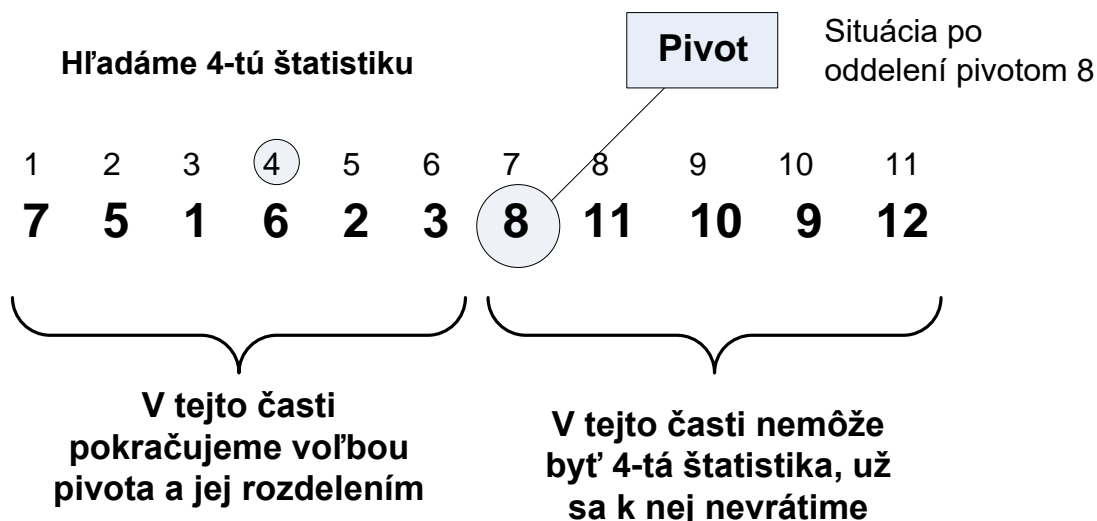 Hľadáme 4-tú štatistiku
Pivot
Situácia po
oddelení pivotom 8
1 2 3 4 5 6 7 8 9 10 11
7 5 1 6 2 3 8 11 10 9 12
V tejto časti
pokračujeme voľbou
pivota a jej rozdelením
V tejto časti nemôže
byť 4-tá štatistika, už
sa k nej nevrátime